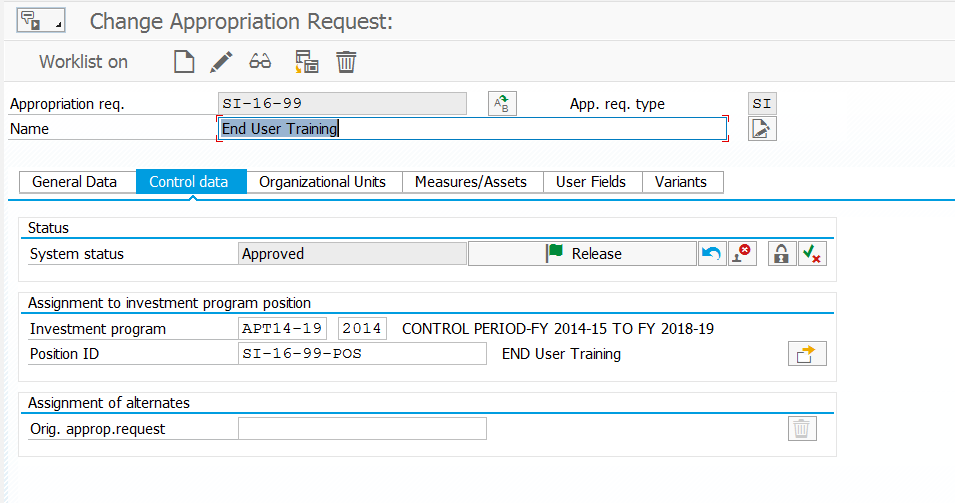 Change Appropriation Request:
Worklist on
Appropriation req. SI-16-99 App. req. type SI
Name End User Training
General Data Control data Organizational Units Measures/Assets User Fields Variants
Status
System status Approved Release
Assignment to investment program position
Investment program APT14-19 2014 CONTROL PERIOD-FY 2014-15 TO FY 2018-19
Position ID SI-16-99-POS END User Training
Assignment of alternates
Orig. approp.request